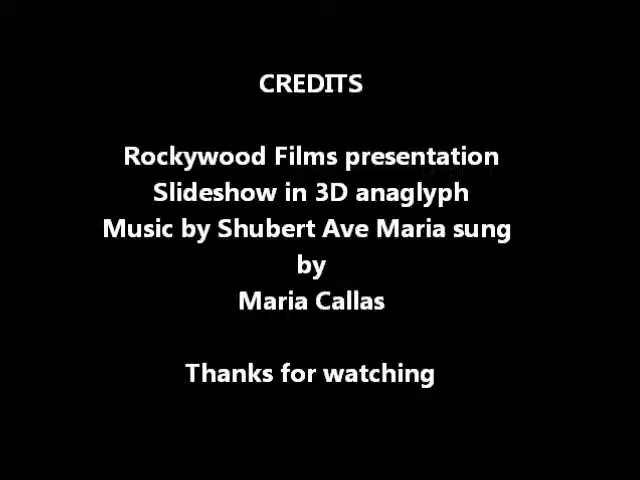 CREDITS
Rockywood Films presentation
Slideshow in 3D anaglyph
Music by Shubert Ave Maria sung
by
Maria Callas
Thanks for watching